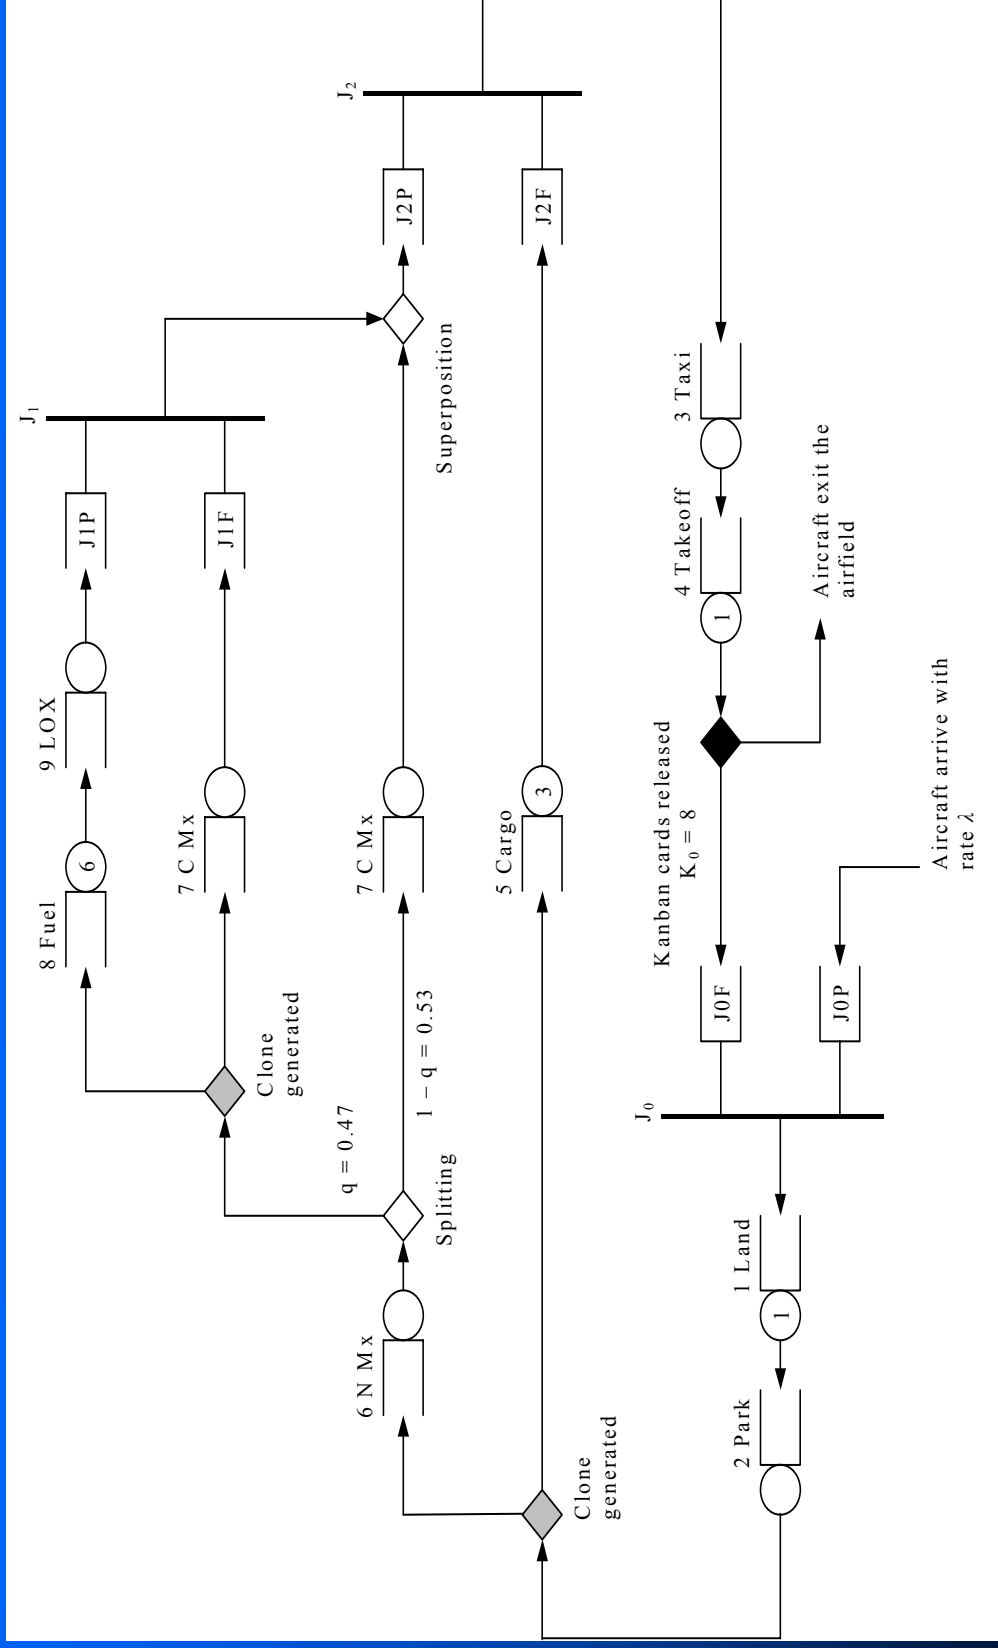 J₁
J₂
8 Fuel
6
9 LOX
J1P
7 C Mx
J1F
Clone
generated
q = 0.47
1 – q = 0.53
6 N Mx
Splitting
7 C Mx
Superposition
J2P
5 Cargo
3
J2F
Clone
generated
Kanban cards released
K₀ = 8
4 Takeoff
1
3 Taxi
Aircraft exit the
airfield
J₀
J0F
J0P
Aircraft arrive with
rate λ
2 Park
1 Land
1